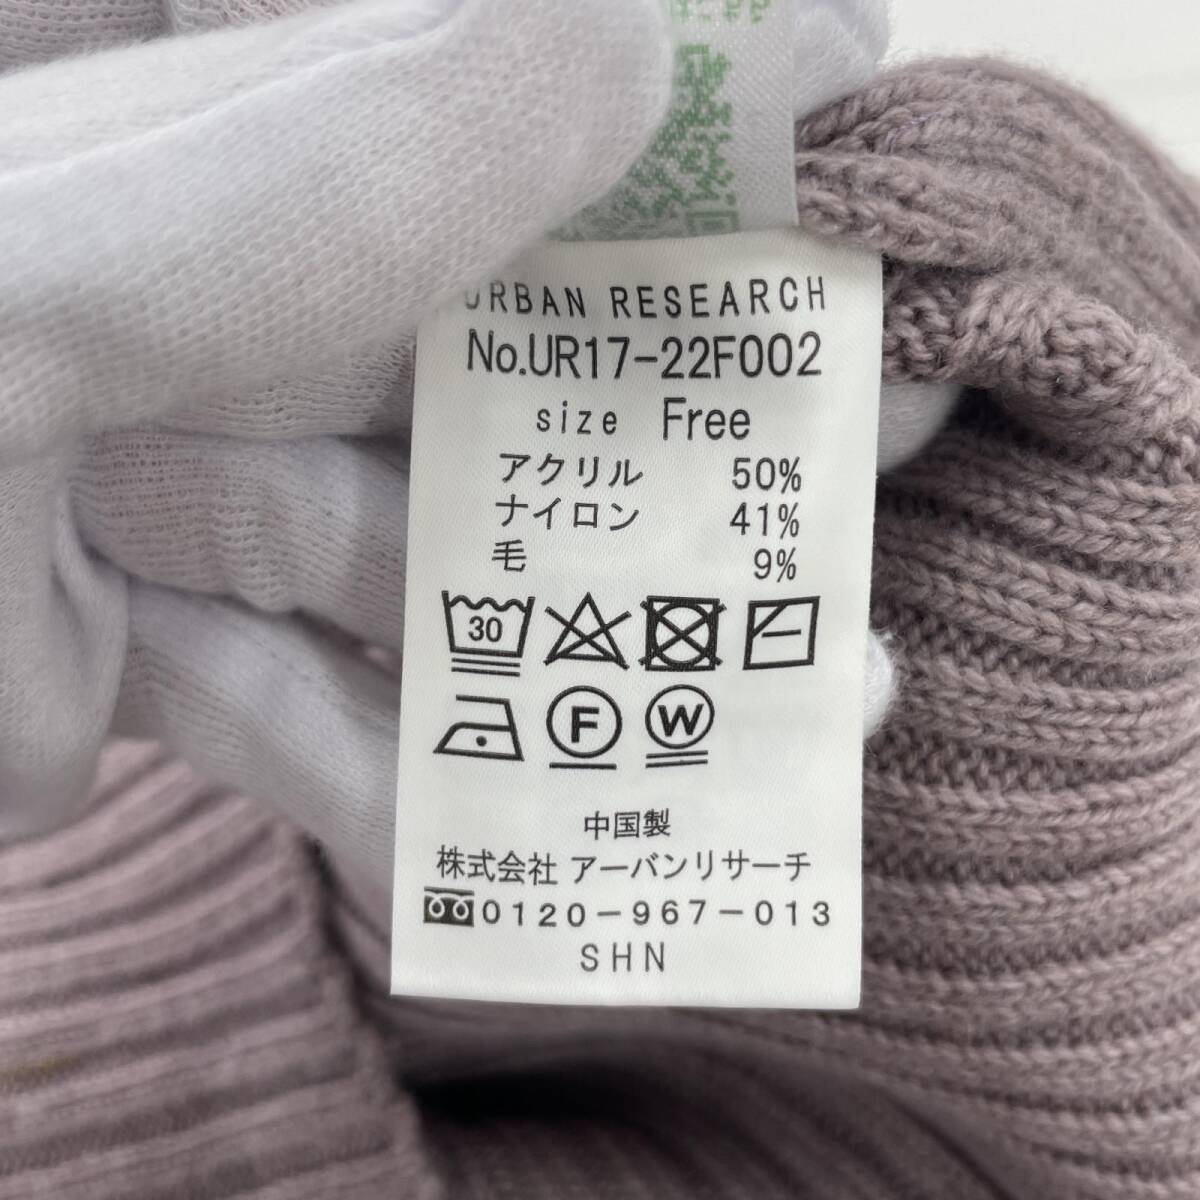 URBAN RESEARCH
No.UR17-22F002
size Free
アクリル 50%
ナイロン 41%
毛 9%
30
F W
中国製
株式会社 アーバンリサーチ
0120-967-013
SHN